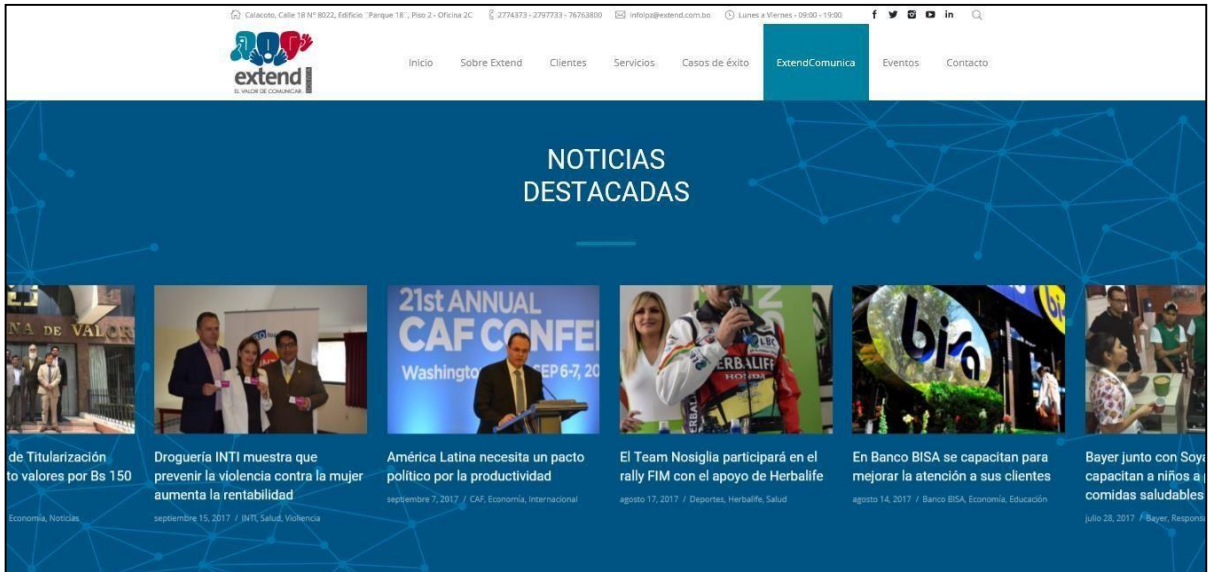 Calacoto, Calle 18 N° 8022, Edificio ¨Parque 18¨, Piso 2 - Oficina 2C
2774373 - 2797733 - 76763800
infolpz@extend.com.bo
Lunes a Viernes - 09:00 - 19:00
extend
EL VALOR DE COMUNICAR
Inicio
Sobre Extend
Clientes
Servicios
Casos de éxito
ExtendComunica
Eventos
Contacto
NOTICIAS
DESTACADAS
NA DE VALOR
21st ANNUAL
CAF CONFE
Washingto
SEP 6-7, 20
LBC
ERBALIFE
HONDA
bisa
de Titularización
to valores por Bs 150
Economía, Noticias
Droguería INTI muestra que
prevenir la violencia contra la mujer
aumenta la rentabilidad
septiembre 15, 2017 / INTI, Salud, Violencia
América Latina necesita un pacto
político por la productividad
septiembre 7, 2017 / CAF, Economía, Internacional
El Team Nosiglia participará en el
rally FIM con el apoyo de Herbalife
agosto 17, 2017 / Deportes, Herbalife, Salud
En Banco BISA se capacitan para
mejorar la atención a sus clientes
agosto 14, 2017 / Banco BISA, Economía, Educación
Bayer junto con Soya
capacitan a niños a
comidas saludables
julio 28, 2017 / Bayer, Respons